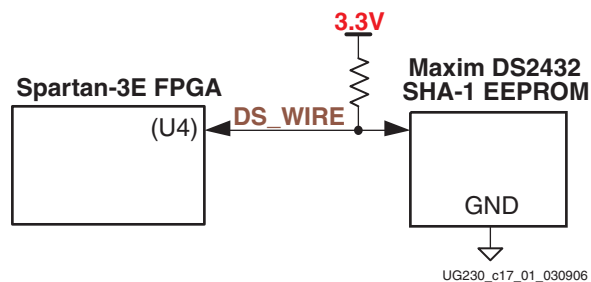 3.3V
Spartan-3E FPGA
Maxim DS2432
SHA-1 EEPROM
(U4)
DS_WIRE
GND
UG230_c17_01_030906